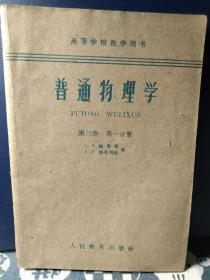 高等学校教学用书
普通物理学
PUTONG WULIXUE
第三卷 第一分册
著
人民教育出版社